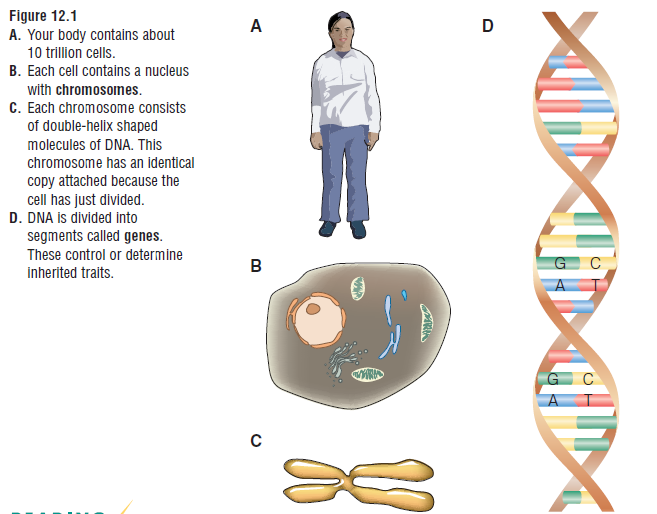 Figure 12.1
A. Your body contains about
10 trillion cells.
B. Each cell contains a nucleus
with chromosomes.
C. Each chromosome consists
of double-helix shaped
molecules of DNA. This
chromosome has an identical
copy attached because the
cell has just divided.
D. DNA is divided into
segments called genes.
These control or determine
inherited traits.
A
B
C
D
G C
A T
G C
A T